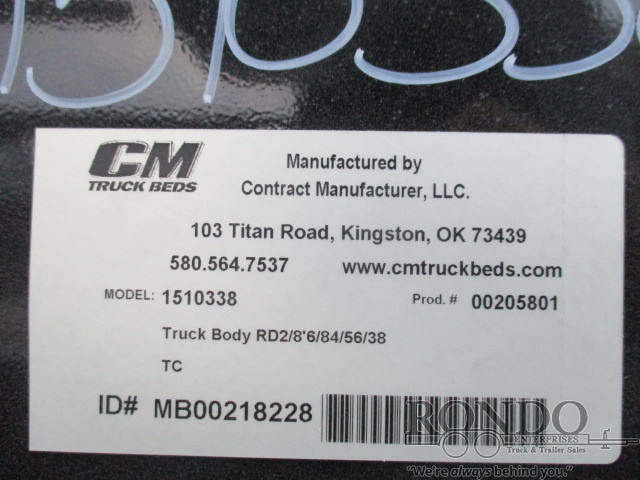 CM
TRUCK BEDS
Manufactured by
Contract Manufacturer, LLC.
103 Titan Road, Kingston, OK 73439
580.564.7537 www.cmtruckbeds.com
MODEL: 1510338 Prod. # 00205801
Truck Body RD2/8'6/84/56/38
TC
ID# MB00218228
RONDO
ENTERPRISES
Truck & Trailer Sales
"We're always behind you."